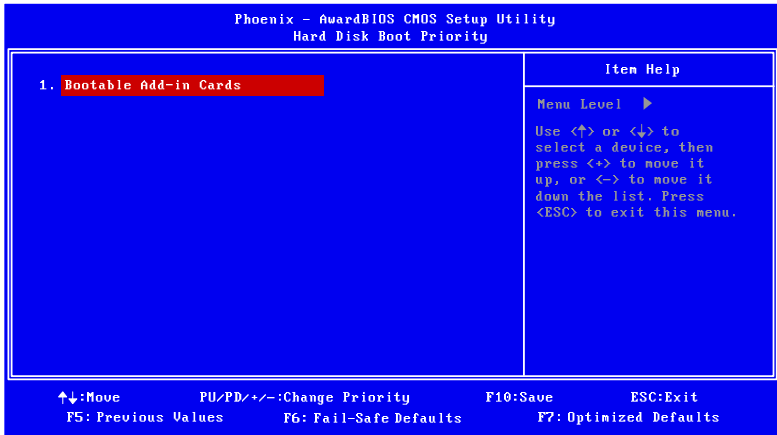 Phoenix – AwardBIOS CMOS Setup Utility
Hard Disk Boot Priority
1. Bootable Add-in Cards
Item Help
Menu Level ▶
Use <↑> or <↓> to
select a device, then
press <+> to move it
up, or <–> to move it
down the list. Press
<ESC> to exit this menu.
↑↓:Move PU/PD/+/–:Change Priority F10:Save ESC:Exit
F5: Previous Values F6: Fail-Safe Defaults F7: Optimized Defaults